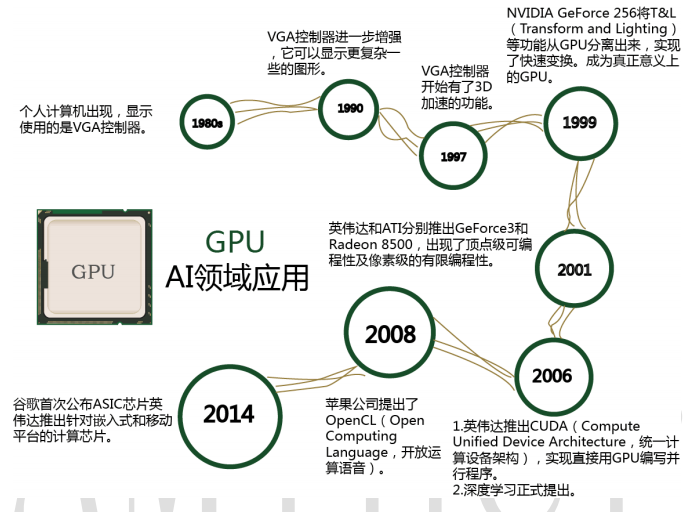 个人计算机出现，显示
使用的是VGA控制器。
1980s
VGA控制器进一步增强
，它可以显示更复杂一
些的图形。
1990
VGA控制器
开始有了3D
加速的功能。
1997
NVIDIA GeForce 256将T&L
（Transform and Lighting）
等功能从GPU分离出来，实现
了快速变换。成为真正意义上
的GPU。
1999
GPU
GPU
AI领域应用
英伟达和ATI分别推出GeForce3和
Radeon 8500，出现了顶点级可编
程性及像素级的有限编程性。
2001
2006
1.英伟达推出CUDA（Compute
Unified Device Architecture，统一计
算设备架构），实现直接用GPU编写并
行程序。
2.深度学习正式提出。
2008
苹果公司提出了
OpenCL（Open
Computing
Language，开放运
算语音）。
2014
谷歌首次公布ASIC芯片英
伟达推出针对嵌入式和移动
平台的计算芯片。